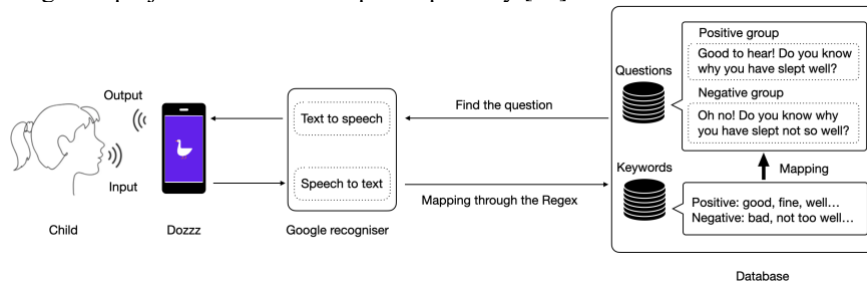 Positive group
Good to hear! Do you know
why you have slept well?
Questions
Negative group
Oh no! Do you know why
you have slept not so well?
Output
Find the question
Text to speech
Input
Speech to text
Mapping through the Regex
Keywords
Mapping
Positive: good, fine, well...
Negative: bad, not too well...
Child
Dozzz
Google recogniser
Database